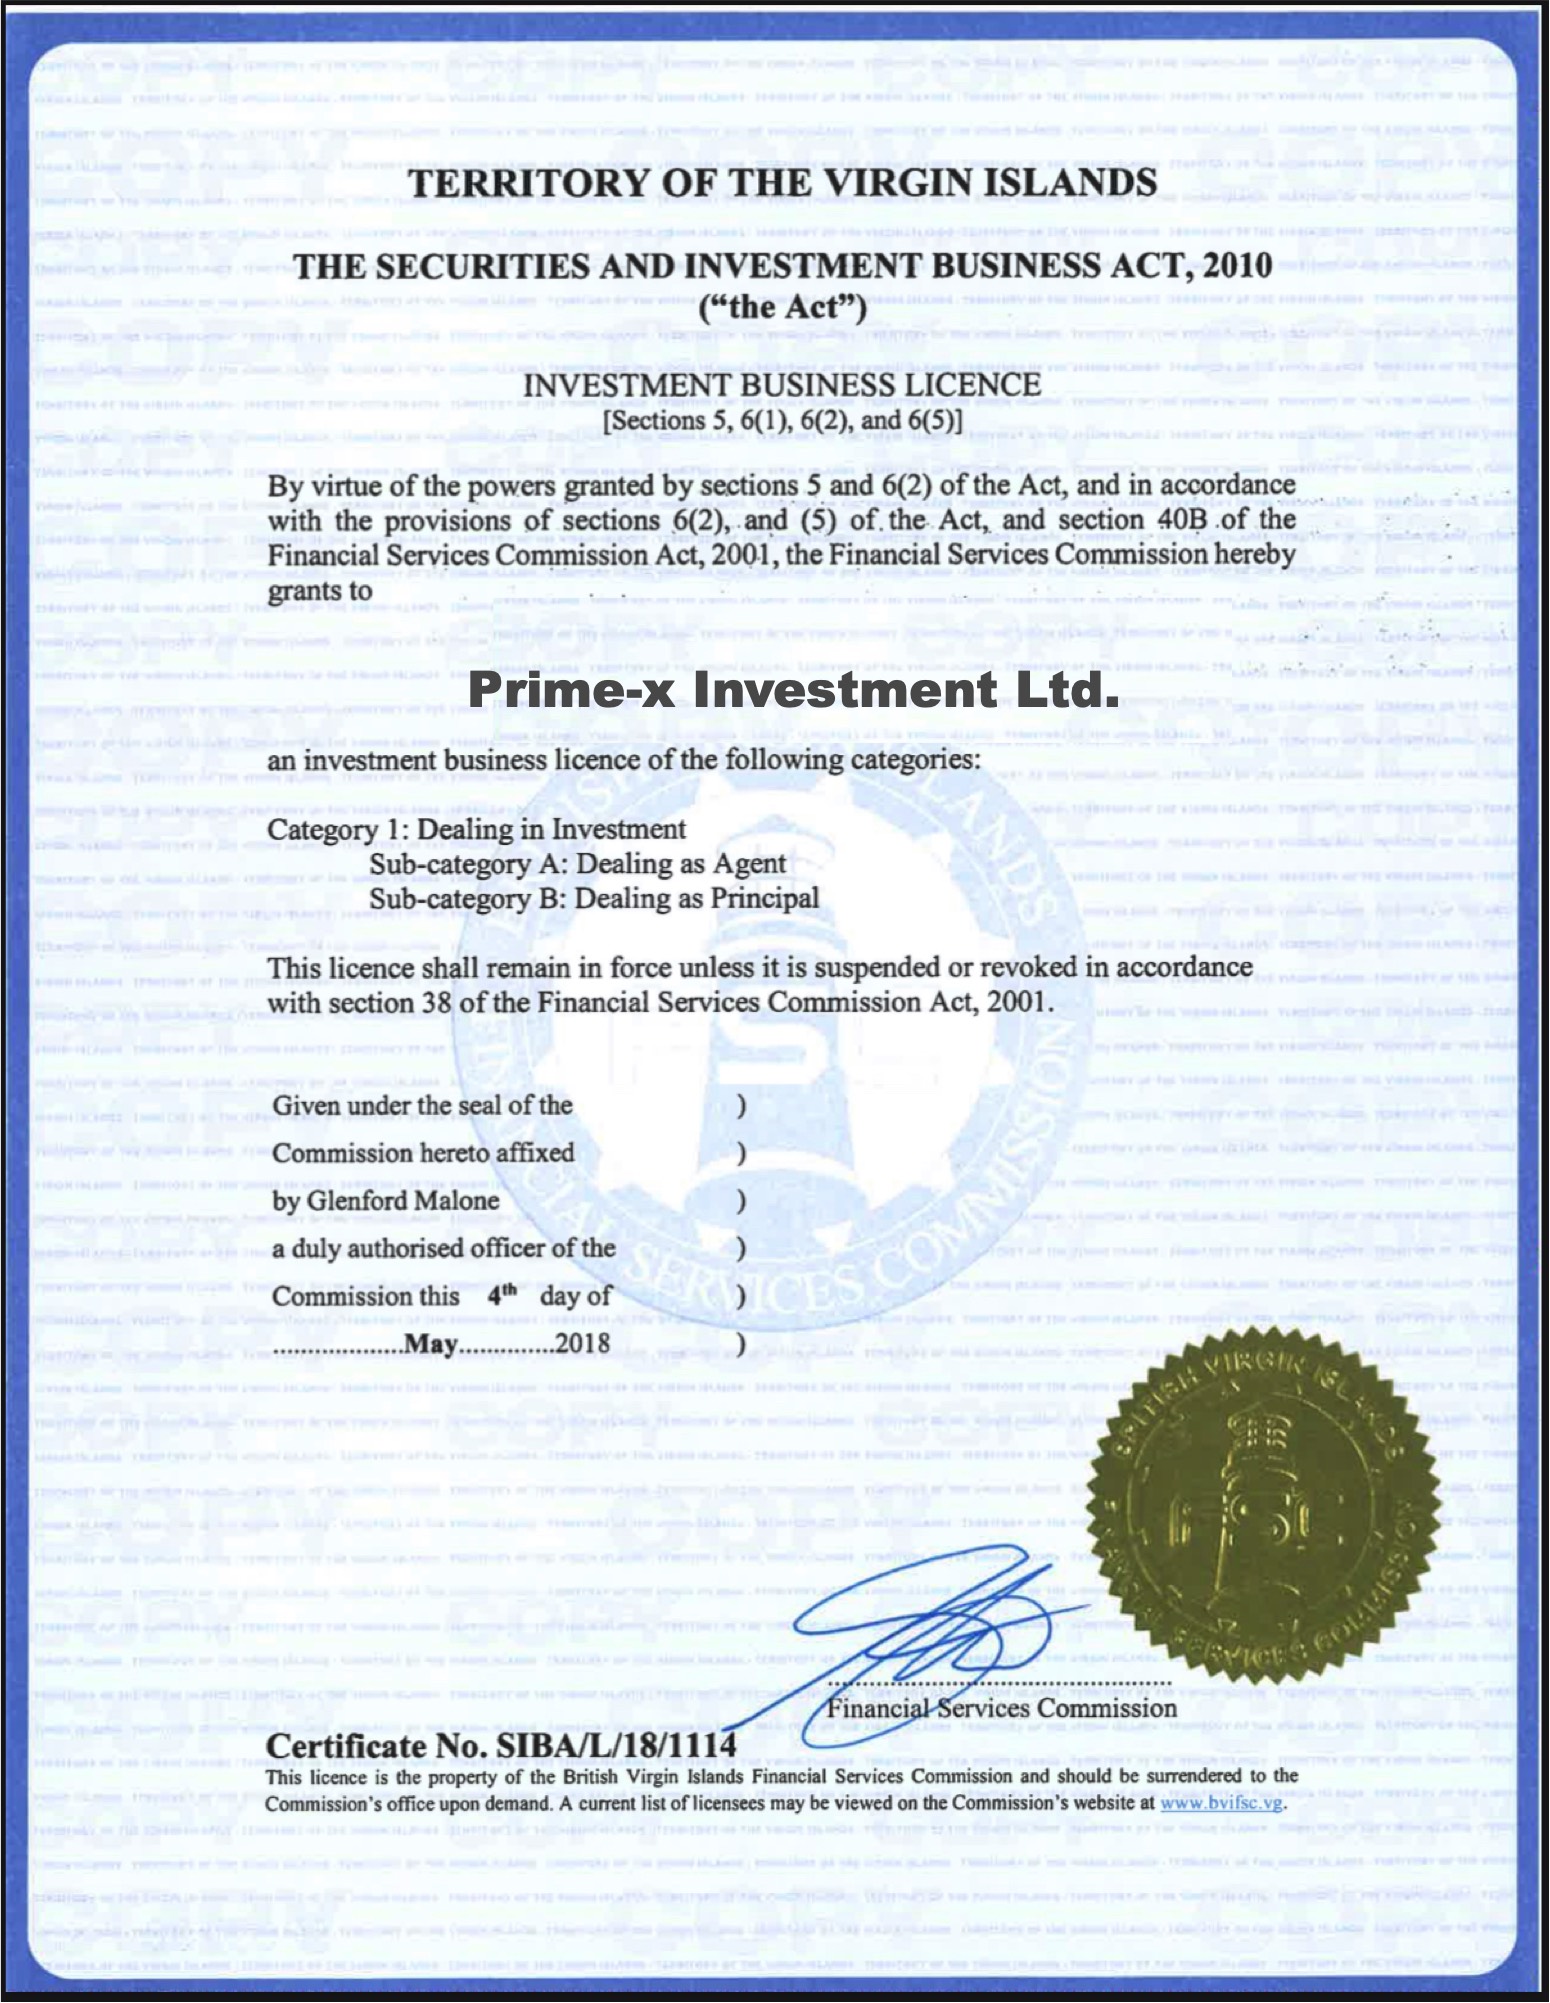 TERRITORY OF THE VIRGIN ISLANDS
THE SECURITIES AND INVESTMENT BUSINESS ACT, 2010
("the Act")
INVESTMENT BUSINESS LICENCE
[Sections 5, 6(1), 6(2), and 6(5)]
By virtue of the powers granted by sections 5 and 6(2) of the Act, and in accordance
with the provisions of sections 6(2), and (5) of the Act, and section 40B of the
Financial Services Commission Act, 2001, the Financial Services Commission hereby
grants to
Prime-x Investment Ltd.
an investment business licence of the following categories:
Category 1: Dealing in Investment
Sub-category A: Dealing as Agent
Sub-category B: Dealing as Principal
This licence shall remain in force unless it is suspended or revoked in accordance
with section 38 of the Financial Services Commission Act, 2001.
Given under the seal of the )
Commission hereto affixed )
by Glenford Malone )
a duly authorised officer of the )
Commission this 4th day of )
...................May..............2018 )
BRITISH VIRGIN ISLANDS
FSC
FINANCIAL SERVICES COMMISSION
Financial Services Commission
Certificate No. SIBA/L/18/1114
This licence is the property of the British Virgin Islands Financial Services Commission and should be surrendered to the
Commission's office upon demand. A current list of licensees may be viewed on the Commission's website at www.bvifsc.vg.